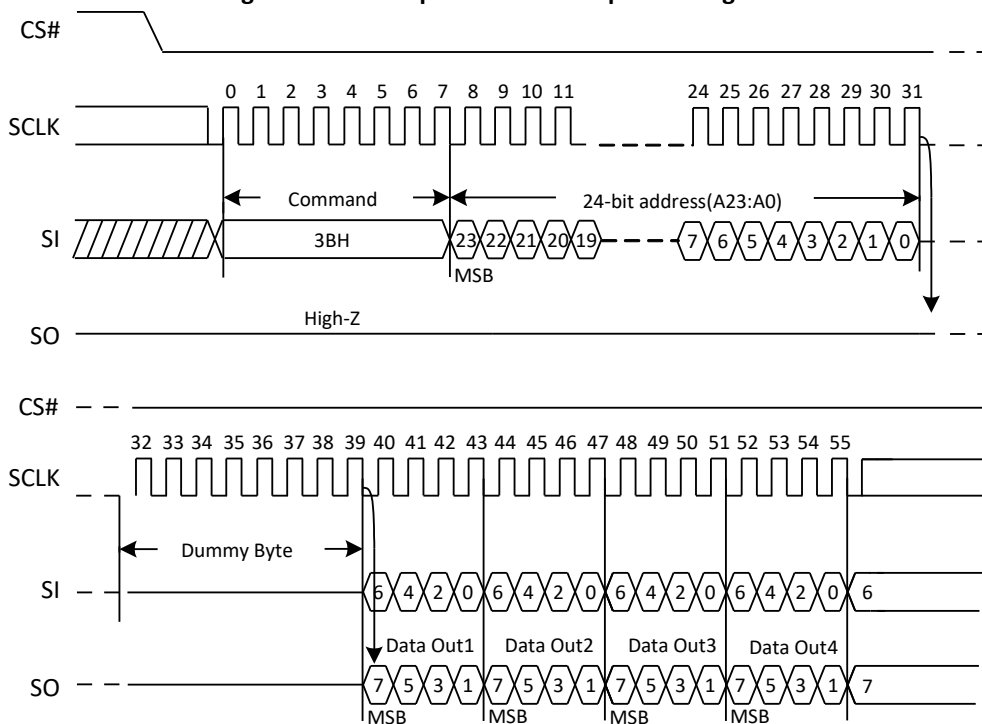 CS#
0 1 2 3 4 5 6 7 8 9 10 11 24 25 26 27 28 29 30 31
SCLK
Command 24-bit address(A23:A0)
SI 3BH 23 22 21 20 19 7 6 5 4 3 2 1 0
MSB
High-Z
SO
CS#
32 33 34 35 36 37 38 39 40 41 42 43 44 45 46 47 48 49 50 51 52 53 54 55
SCLK
Dummy Byte
SI 6 4 2 0 6 4 2 0 6 4 2 0 6 4 2 0 6
Data Out1 Data Out2 Data Out3 Data Out4
SO 7 5 3 1 7 5 3 1 7 5 3 1 7 5 3 1 7
MSB MSB MSB MSB